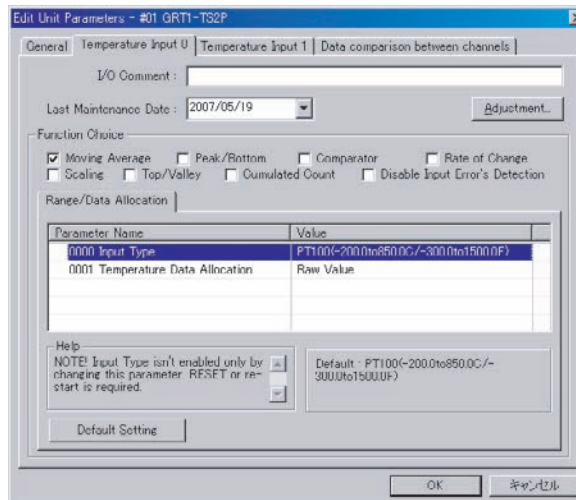 Edit Unit Parameters - #01 GRT1-TS2P
General Temperature Input 0 Temperature Input 1 Data comparison between channels
I/O Comment :
Last Maintenance Date : 2007/05/19 Adjustment...
Function Choice
Moving Average Peak/Bottom Comparator Rate of Change
Scaling Top/Valley Cumulated Count Disable Input Error's Detection
Range/Data Allocation
Parameter Name Value
0000 Input Type PT100(-200.0to850.0C/-300.0to1500.0F)
0001 Temperature Data Allocation Raw Value
Help
NOTE! Input Type isn't enabled only by
changing this parameter. RESET or re-
start is required.
Default : PT100(-200.0to850.0C/-
300.0to1500.0F)
Default Setting
OK キャンセル